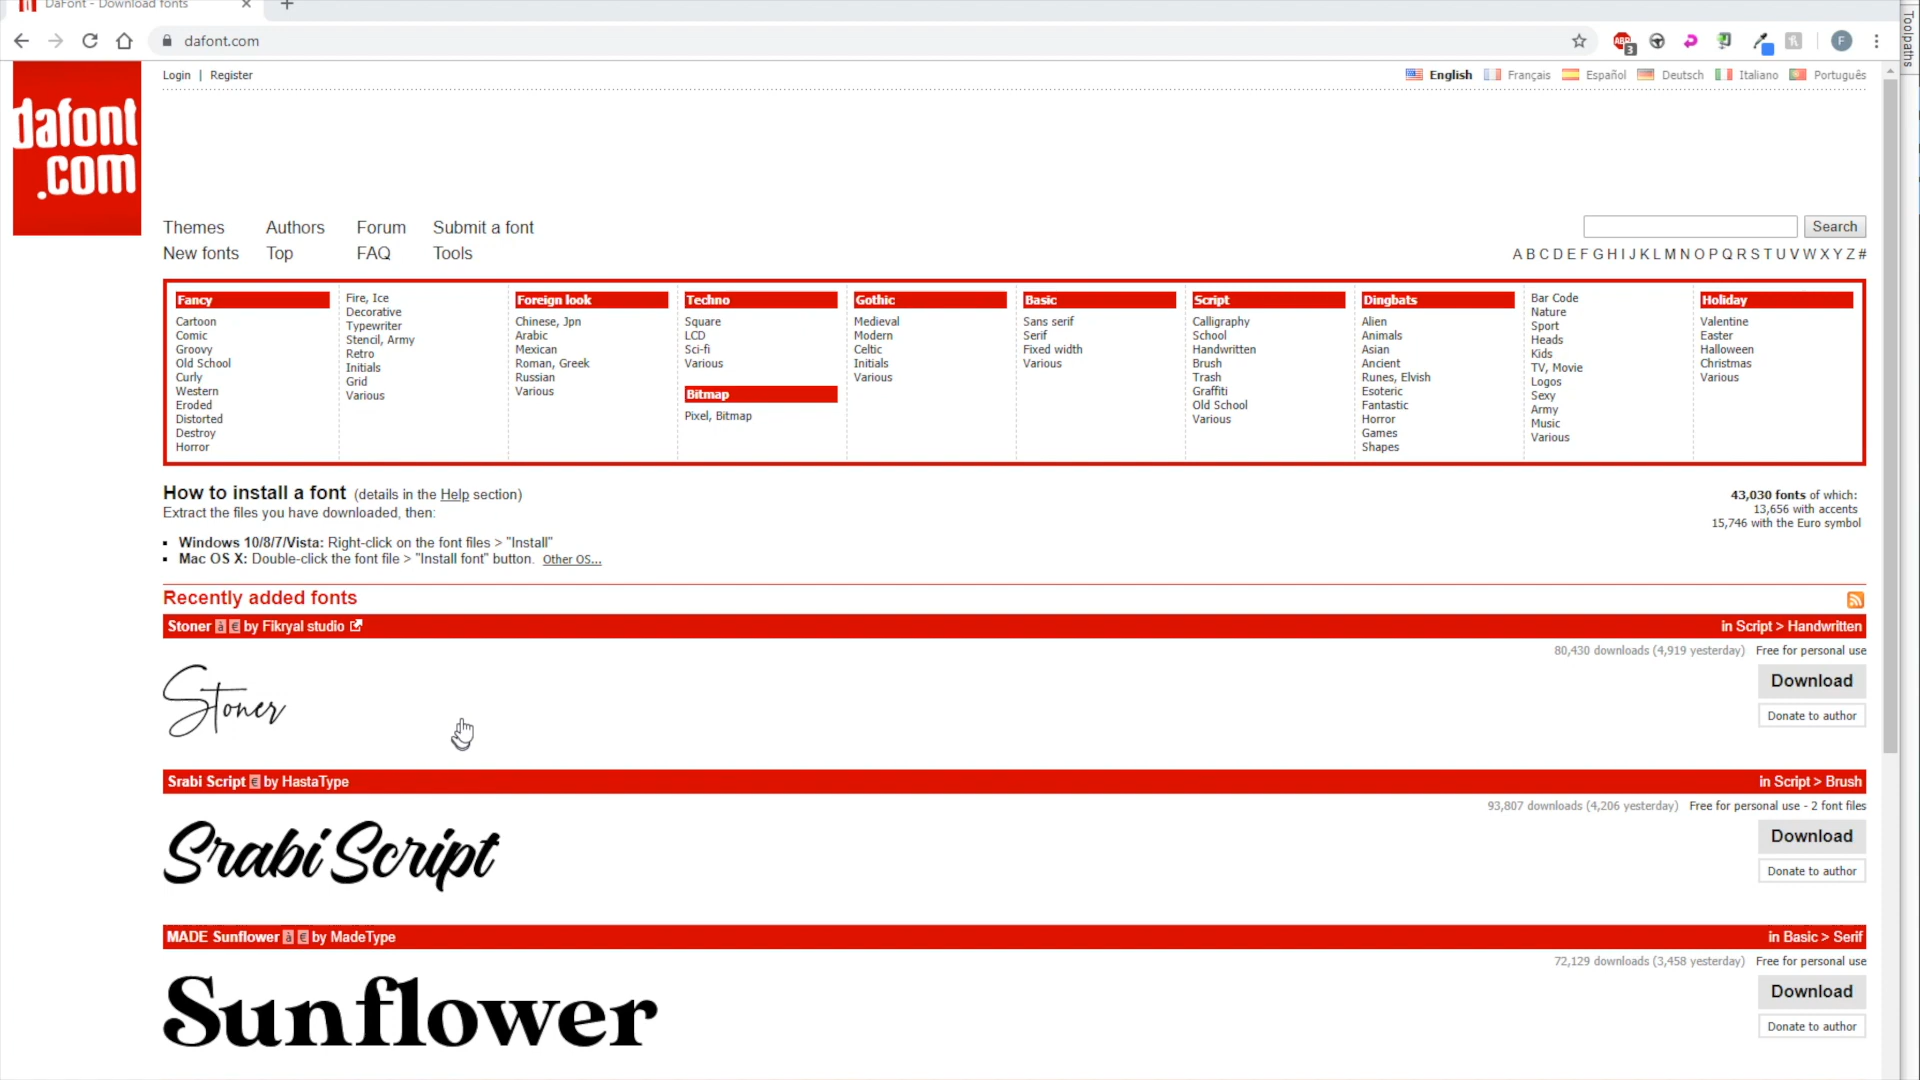 DaFont - Download fonts
dafont.com
Toolpaths
ABP 3
F
dafont
.com
Login | Register
English Français Español Deutsch Italiano Português
Themes Authors Forum Submit a font
Search
New fonts Top FAQ Tools
A B C D E F G H I J K L M N O P Q R S T U V W X Y Z #
Fancy
Cartoon
Comic
Groovy
Old School
Curly
Western
Eroded
Distorted
Destroy
Horror
Fire, Ice
Decorative
Typewriter
Stencil, Army
Retro
Initials
Grid
Various
Foreign look
Chinese, Jpn
Arabic
Mexican
Roman, Greek
Russian
Various
Techno
Square
LCD
Sci-fi
Various
Bitmap
Pixel, Bitmap
Gothic
Medieval
Modern
Celtic
Initials
Various
Basic
Sans serif
Serif
Fixed width
Various
Script
Calligraphy
School
Handwritten
Brush
Trash
Graffiti
Old School
Various
Dingbats
Alien
Animals
Asian
Ancient
Runes, Elvish
Esoteric
Fantastic
Horror
Games
Shapes
Bar Code
Nature
Sport
Heads
Kids
TV, Movie
Logos
Sexy
Army
Music
Various
Holiday
Valentine
Easter
Halloween
Christmas
Various
How to install a font (details in the Help section)
Extract the files you have downloaded, then:
Windows 10/8/7/Vista: Right-click on the font files > "Install"
Mac OS X: Double-click the font file > "Install font" button. Other OS...
43,030 fonts of which:
13,656 with accents
15,746 with the Euro symbol
Recently added fonts
Stoner à € by Fikryal studio
in Script > Handwritten
80,430 downloads (4,919 yesterday) Free for personal use
Stoner
Download
Donate to author
Srabi Script € by HastaType
in Script > Brush
93,807 downloads (4,206 yesterday) Free for personal use - 2 font files
Srabi Script
Download
Donate to author
MADE Sunflower à € by MadeType
in Basic > Serif
72,129 downloads (3,458 yesterday) Free for personal use
Sunflower
Download
Donate to author